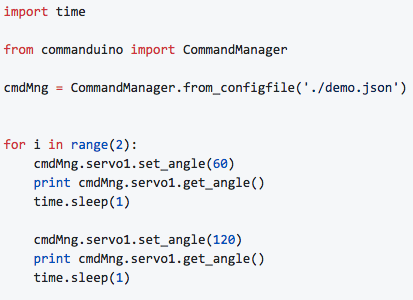 import time
from commanduino import CommandManager
cmdMng = CommandManager.from_configfile('./demo.json')
for i in range(2):
    cmdMng.servo1.set_angle(60)
    print cmdMng.servo1.get_angle()
    time.sleep(1)
    cmdMng.servo1.set_angle(120)
    print cmdMng.servo1.get_angle()
    time.sleep(1)